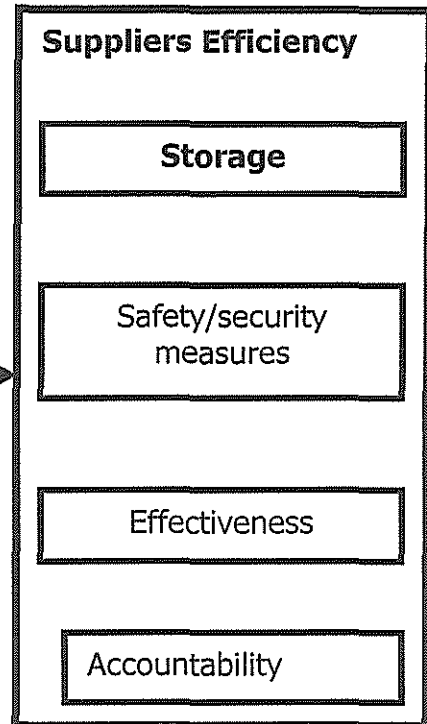 Suppliers Efficiency
Storage
Safety/security
measures
Effectiveness
Accountability